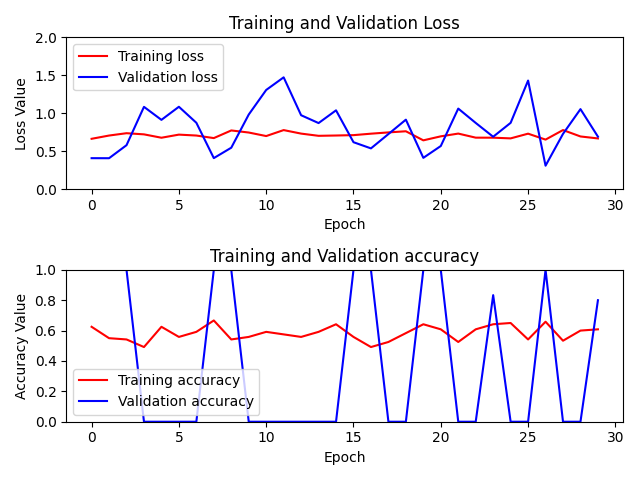 Training and Validation Loss
2.0
1.5
1.0
0.5
0.0
Loss Value
Training loss
Validation loss
0 5 10 15 20 25 30
Epoch
Training and Validation accuracy
1.0
0.8
0.6
0.4
0.2
0.0
Accuracy Value
Training accuracy
Validation accuracy
0 5 10 15 20 25 30
Epoch